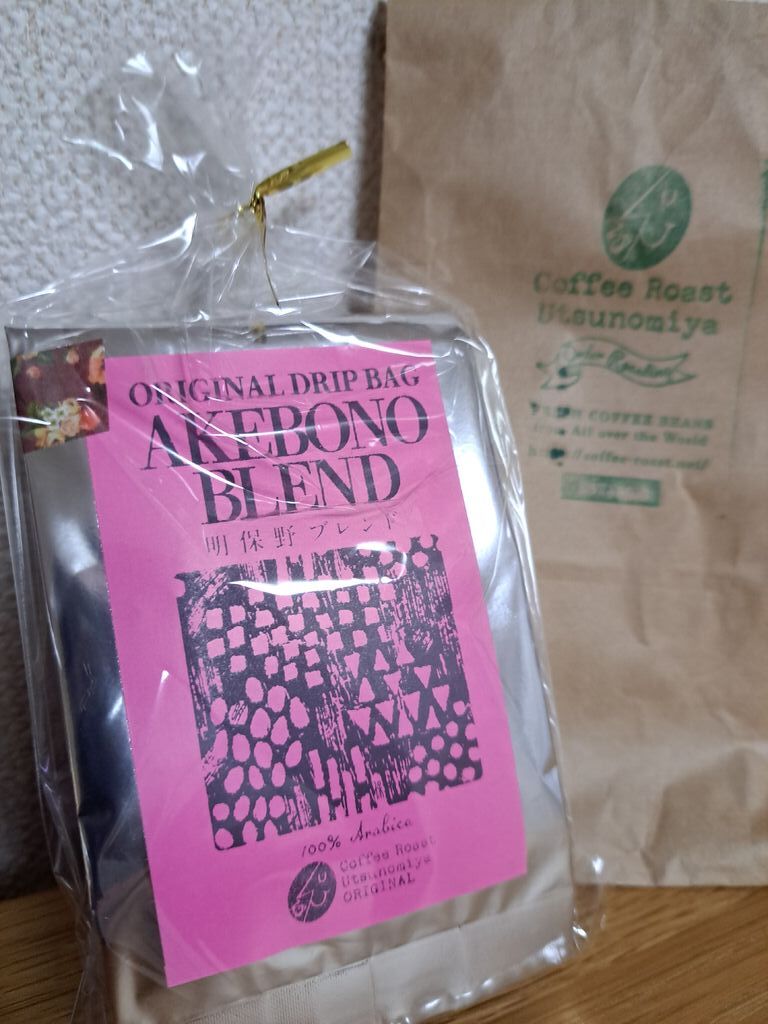 ORIGINAL DRIP BAG
AKEBONO
BLEND
明保野ブレンド
100% Arabica
Coffee Roast
Utsunomiya
ORIGINAL
Coffee Roast
Utsunomiya
COFFEE BEANS
from All over the World